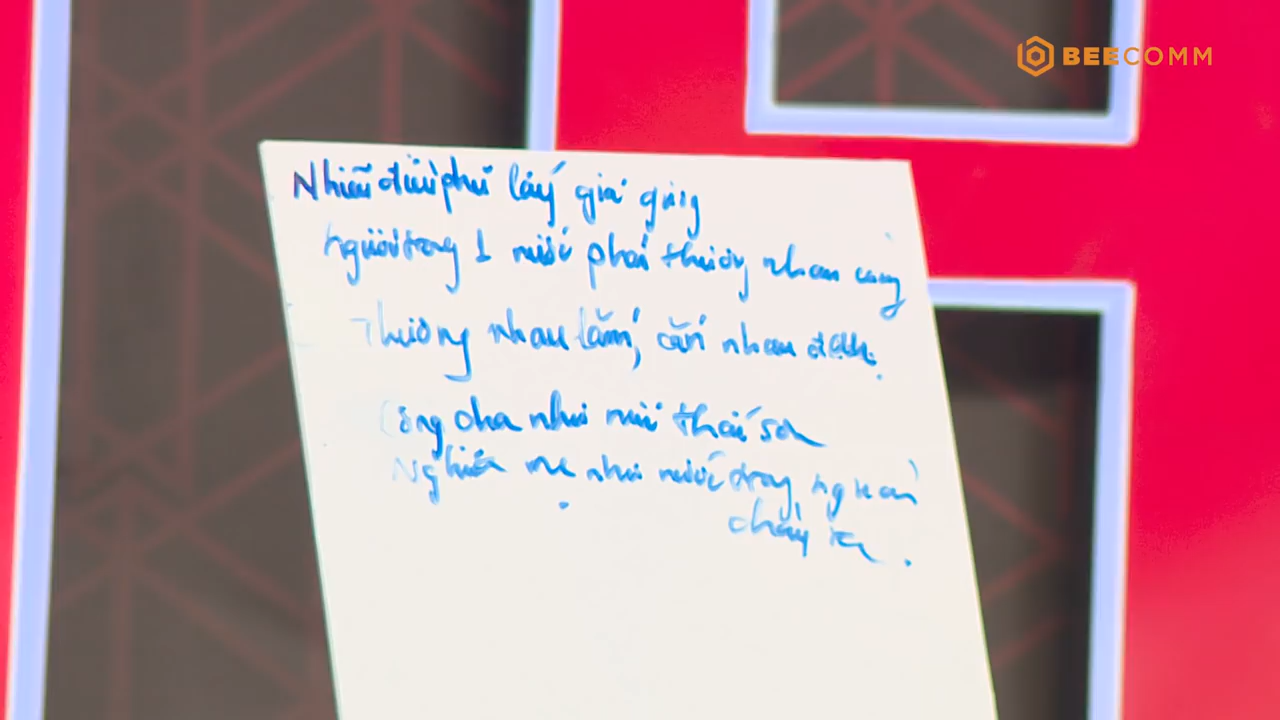 BEECOMM
Nhiễu điều phủ lấy giá gương
người trong 1 nước phải thương nhau cùng
Thương nhau lắm, cắn nhau đau.
Công cha như núi thái sơn
Nghĩa mẹ như nước trong nguồn
chảy ra.